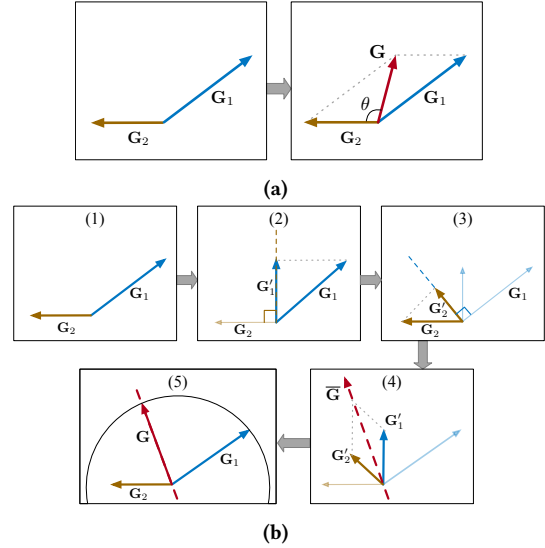 G
G₁
G₂
θ
G₁
G₂
(a)
(1)
(2)
(3)
G₁
G₂
G′₁
G₁
G₂
G₁
G′₂
G₂
(5)
(4)
G
G₁
G₂
G̅
G′₁
G′₂
(b)